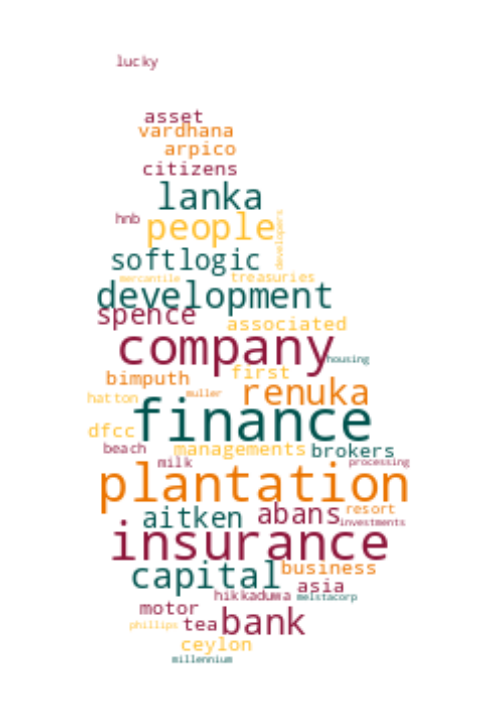 lucky
asset
vardhana
arpico
citizens
lanka
hnb people developers
softlogic
mercantile treasuries
development
spence associated
company housing
bimputh first
hatton muller renuka
dfcc finance
beach managements brokers
milk processing
plantation
aitken abans resort
investments
insurance
capital business
hikkaduwa asia melstacorp
motor
phillips tea bank
ceylon
millennium